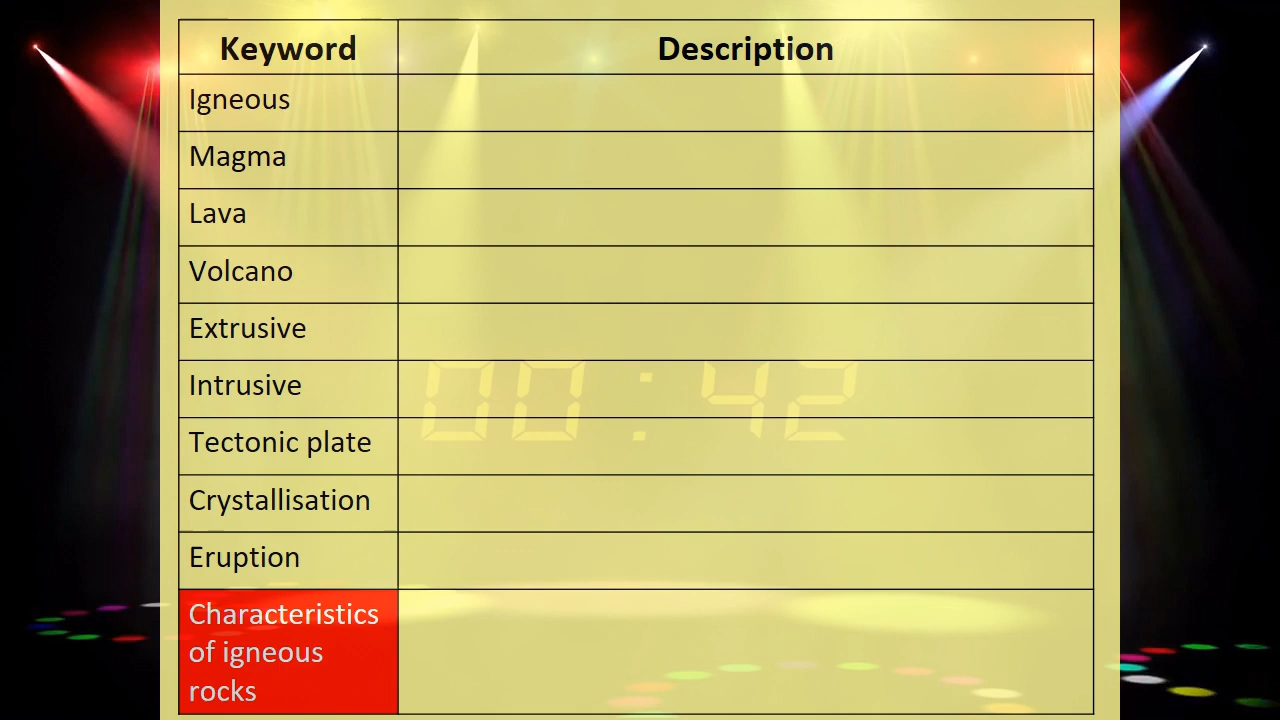 Keyword Description
Igneous
Magma
Lava
Volcano
Extrusive
Intrusive
00:42
Tectonic plate
Crystallisation
Eruption
Characteristics
of igneous
rocks